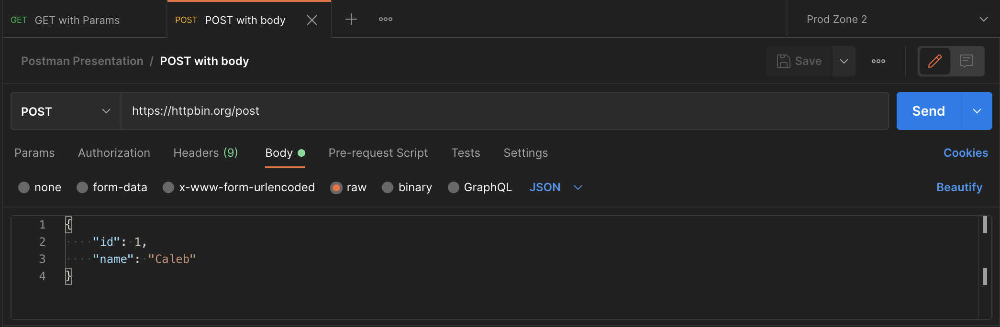 GET GET with Params POST POST with body Prod Zone 2
Postman Presentation / POST with body Save
POST https://httpbin.org/post Send
Params Authorization Headers (9) Body Pre-request Script Tests Settings Cookies
none form-data x-www-form-urlencoded raw binary GraphQL JSON Beautify
1 {
2 "id": 1,
3 "name": "Caleb"
4 }